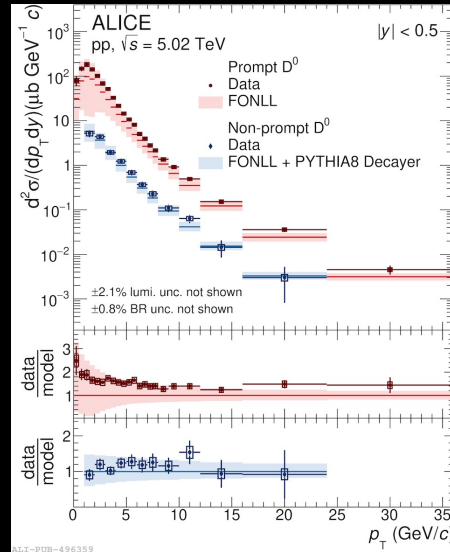 ALICE
pp, √s = 5.02 TeV
|y| < 0.5
Prompt D⁰
Data
FONLL
Non-prompt D⁰
Data
FONLL + PYTHIA8 Decayer
±2.1% lumi. unc. not shown
±0.8% BR unc. not shown
d²σ/(dp_T dy)(μb GeV⁻¹ c)
10³
10²
10
1
10⁻¹
10⁻²
10⁻³
data
model
3
2
1
data
model
2
1
0 5 10 15 20 25 30 35
p_T (GeV/c)
ALI-PUB-496359